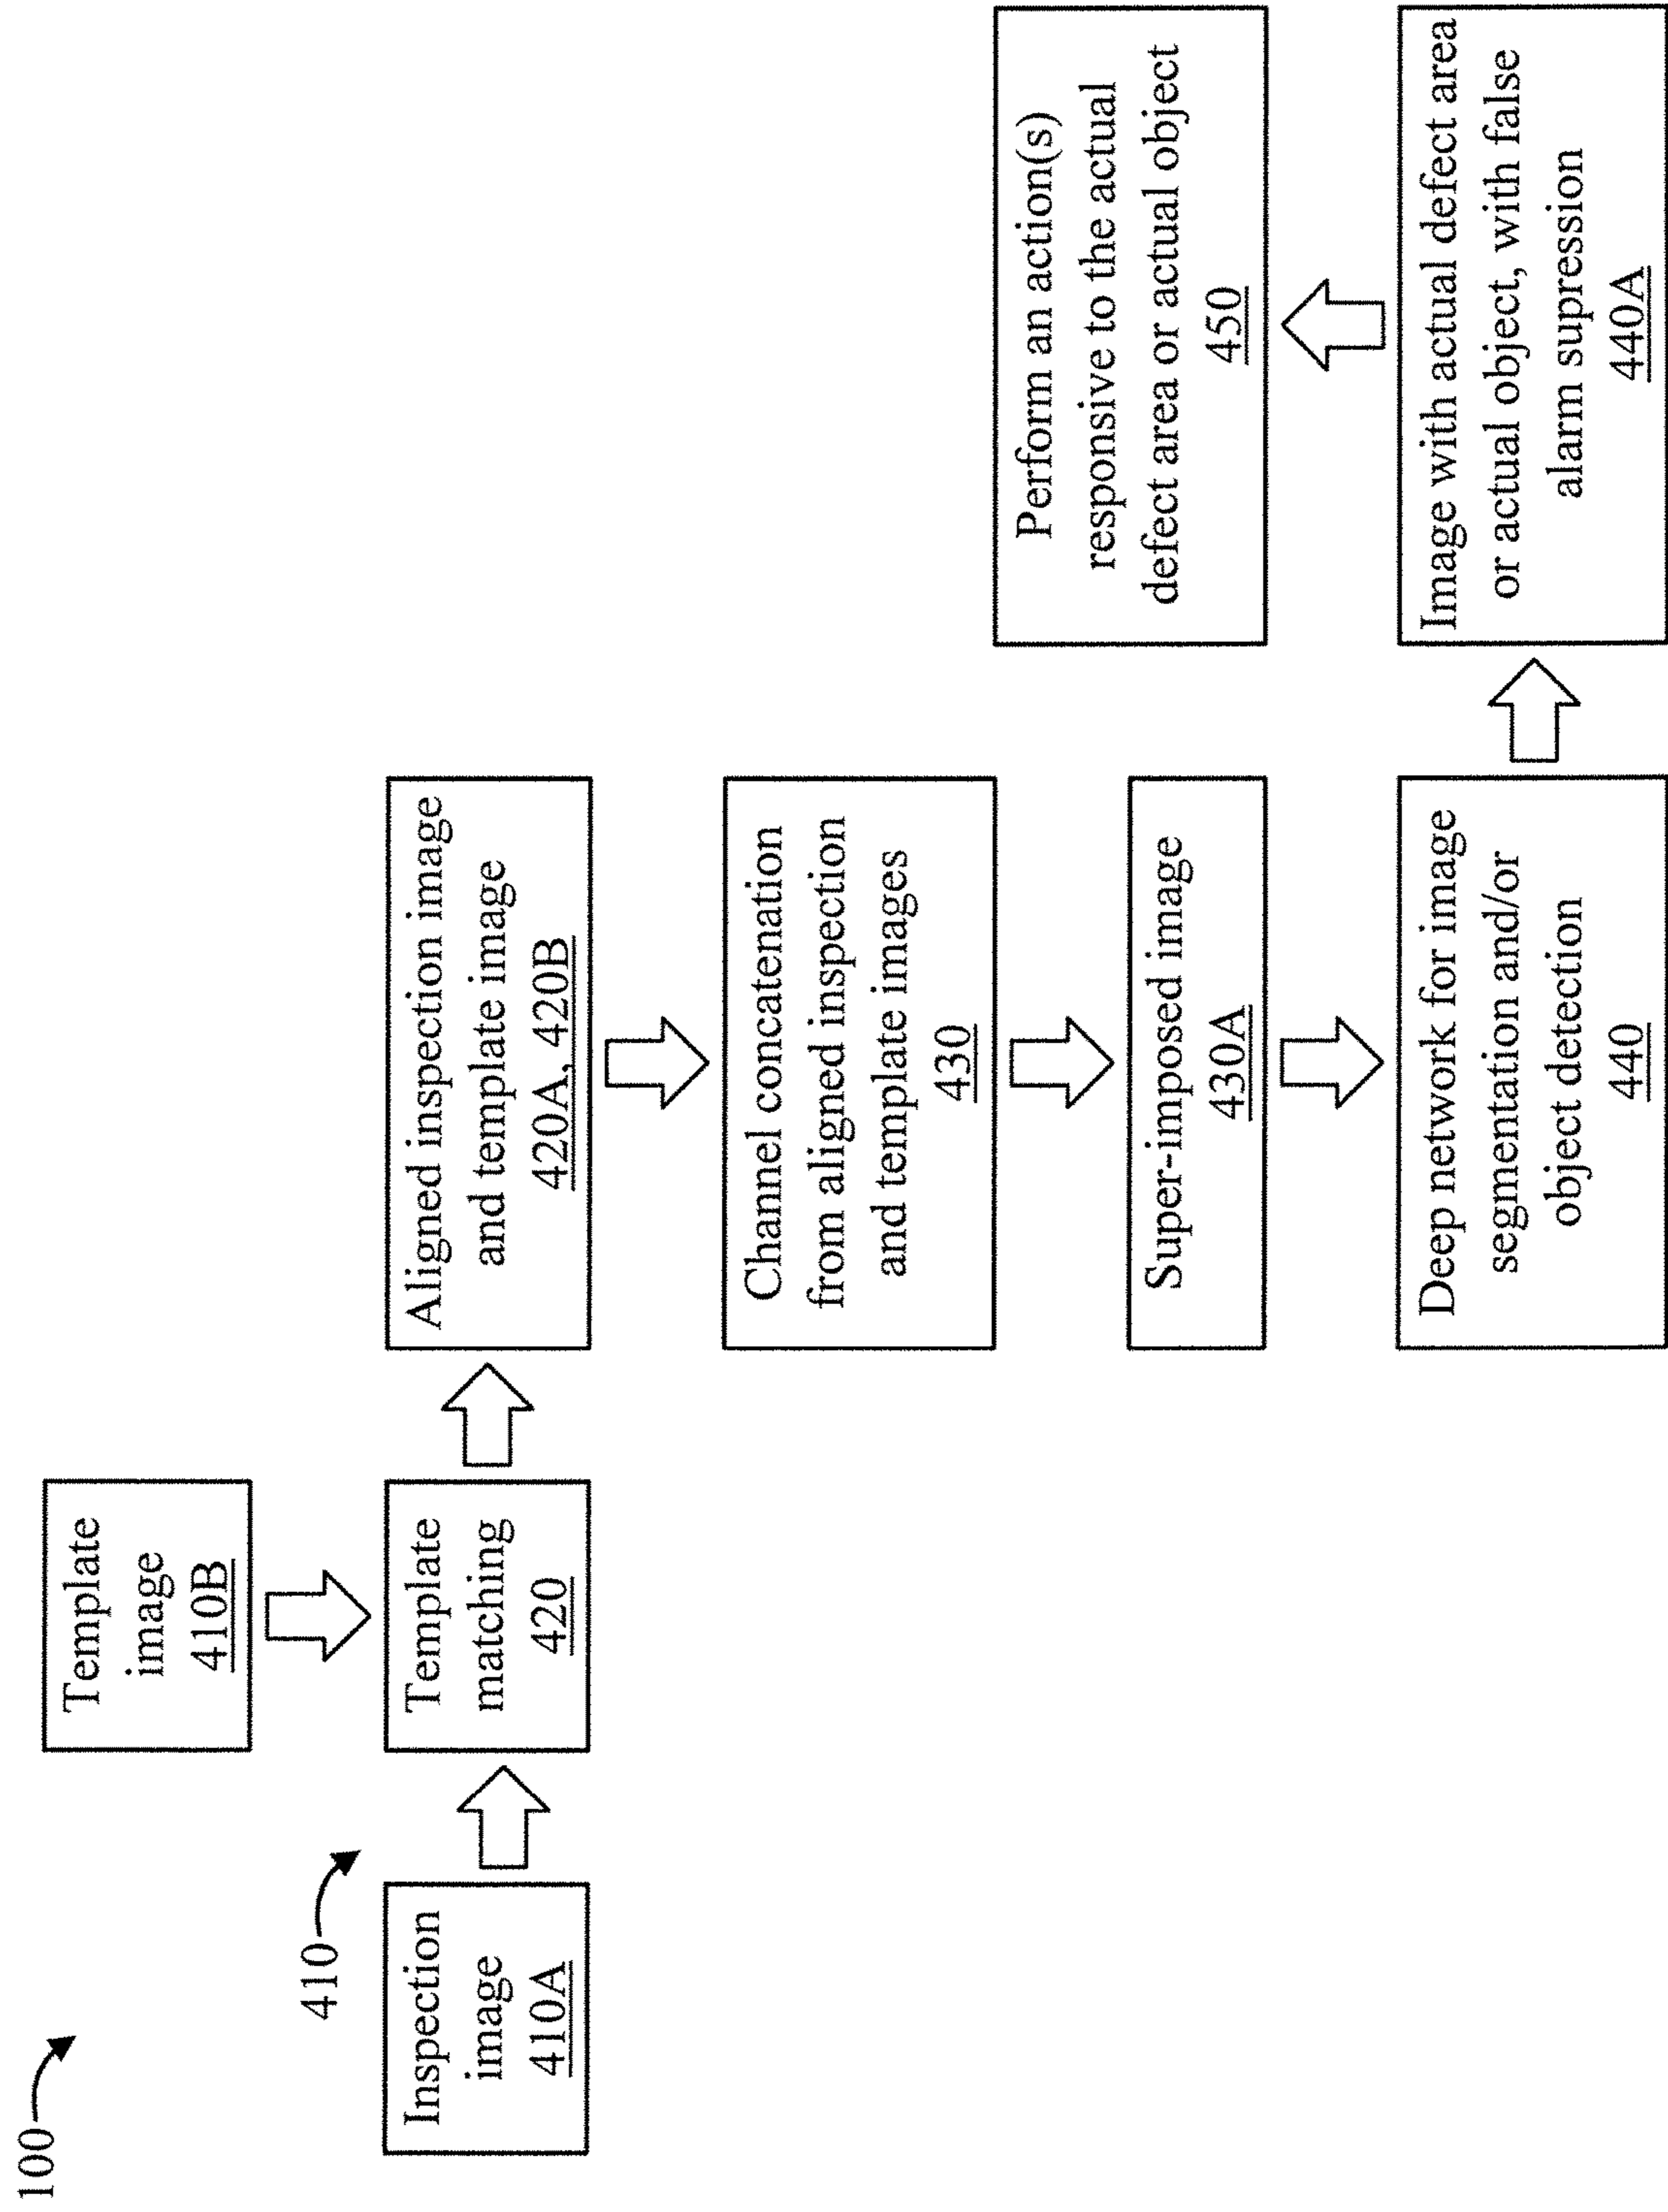 100
410
Inspection
image
410A
Template
image
410B
Template
matching
420
Aligned inspection image
and template image
420A, 420B
Channel concatenation
from aligned inspection
and template images
430
Super-imposed image
430A
Deep network for image
segmentation and/or
object detection
440
Image with actual defect area
or actual object, with false
alarm supression
440A
Perform an action(s)
responsive to the actual
defect area or actual object
450